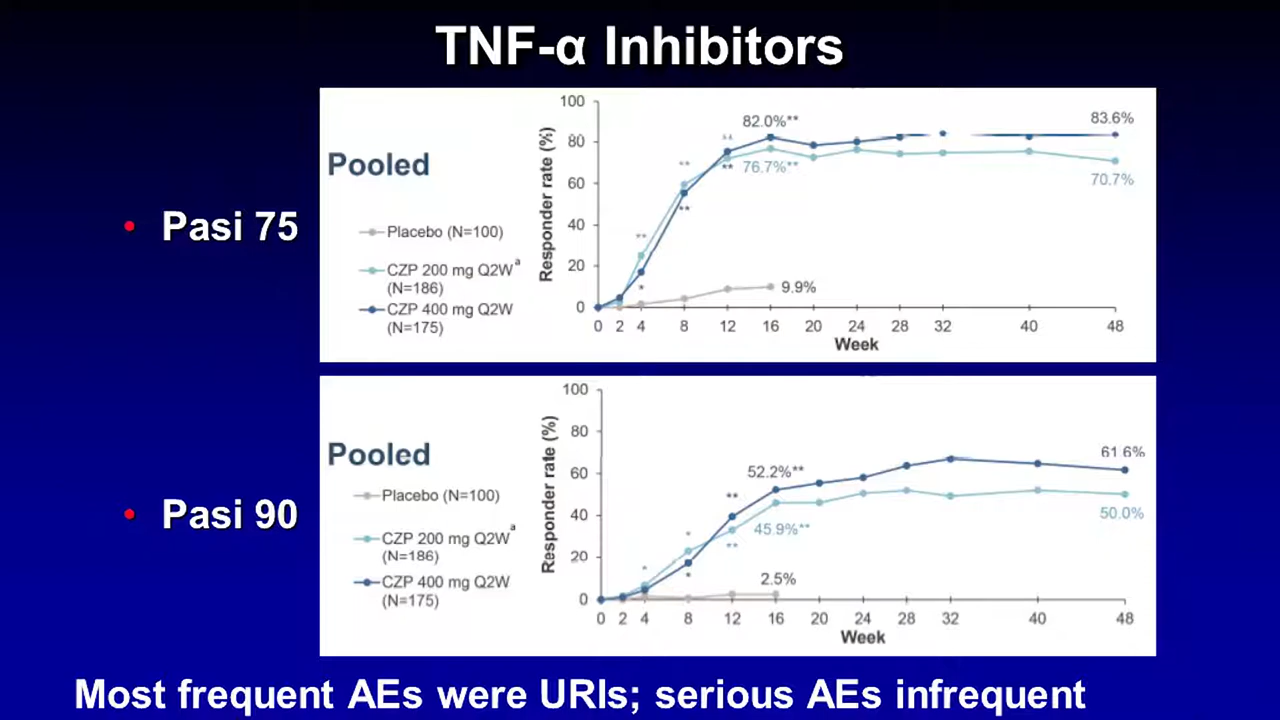 TNF-α Inhibitors
• Pasi 75
Pooled
Placebo (N=100)
CZP 200 mg Q2Wª
(N=186)
CZP 400 mg Q2W
(N=175)
Responder rate (%)
100
80
60
40
20
0
82.0%**
83.6%
**
**
**
76.7%**
70.7%
**
**
*
9.9%
0 2 4 8 12 16 20 24 28 32 40 48
Week
• Pasi 90
Pooled
Placebo (N=100)
CZP 200 mg Q2Wª
(N=186)
CZP 400 mg Q2W
(N=175)
Responder rate (%)
100
80
60
40
20
0
61.6%
52.2%**
**
50.0%
45.9%**
*
**
*
*
2.5%
0 2 4 8 12 16 20 24 28 32 40 48
Week
Most frequent AEs were URIs; serious AEs infrequent